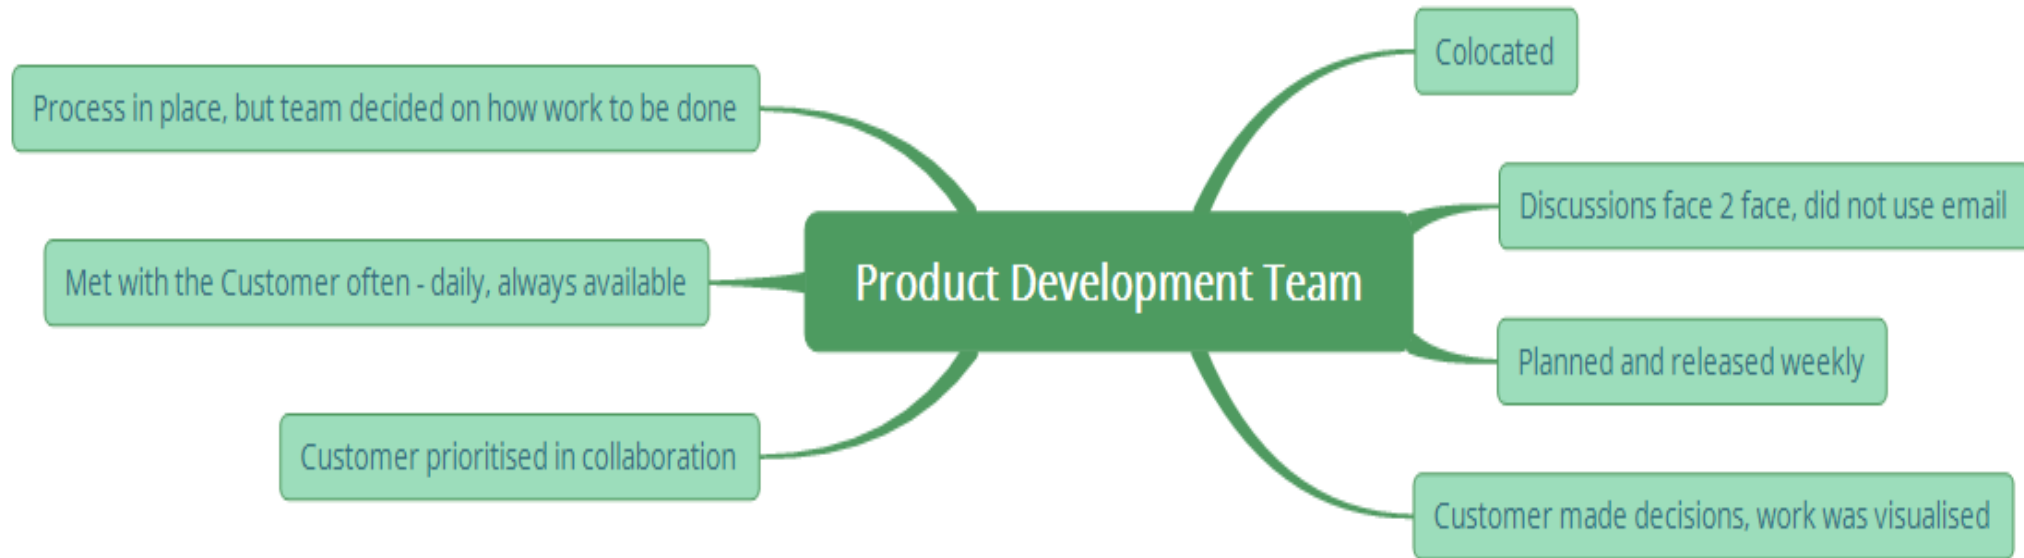 Colocated
Process in place, but team decided on how work to be done
Discussions face 2 face, did not use email
Met with the Customer often - daily, always available
Product Development Team
Planned and released weekly
Customer prioritised in collaboration
Customer made decisions, work was visualised